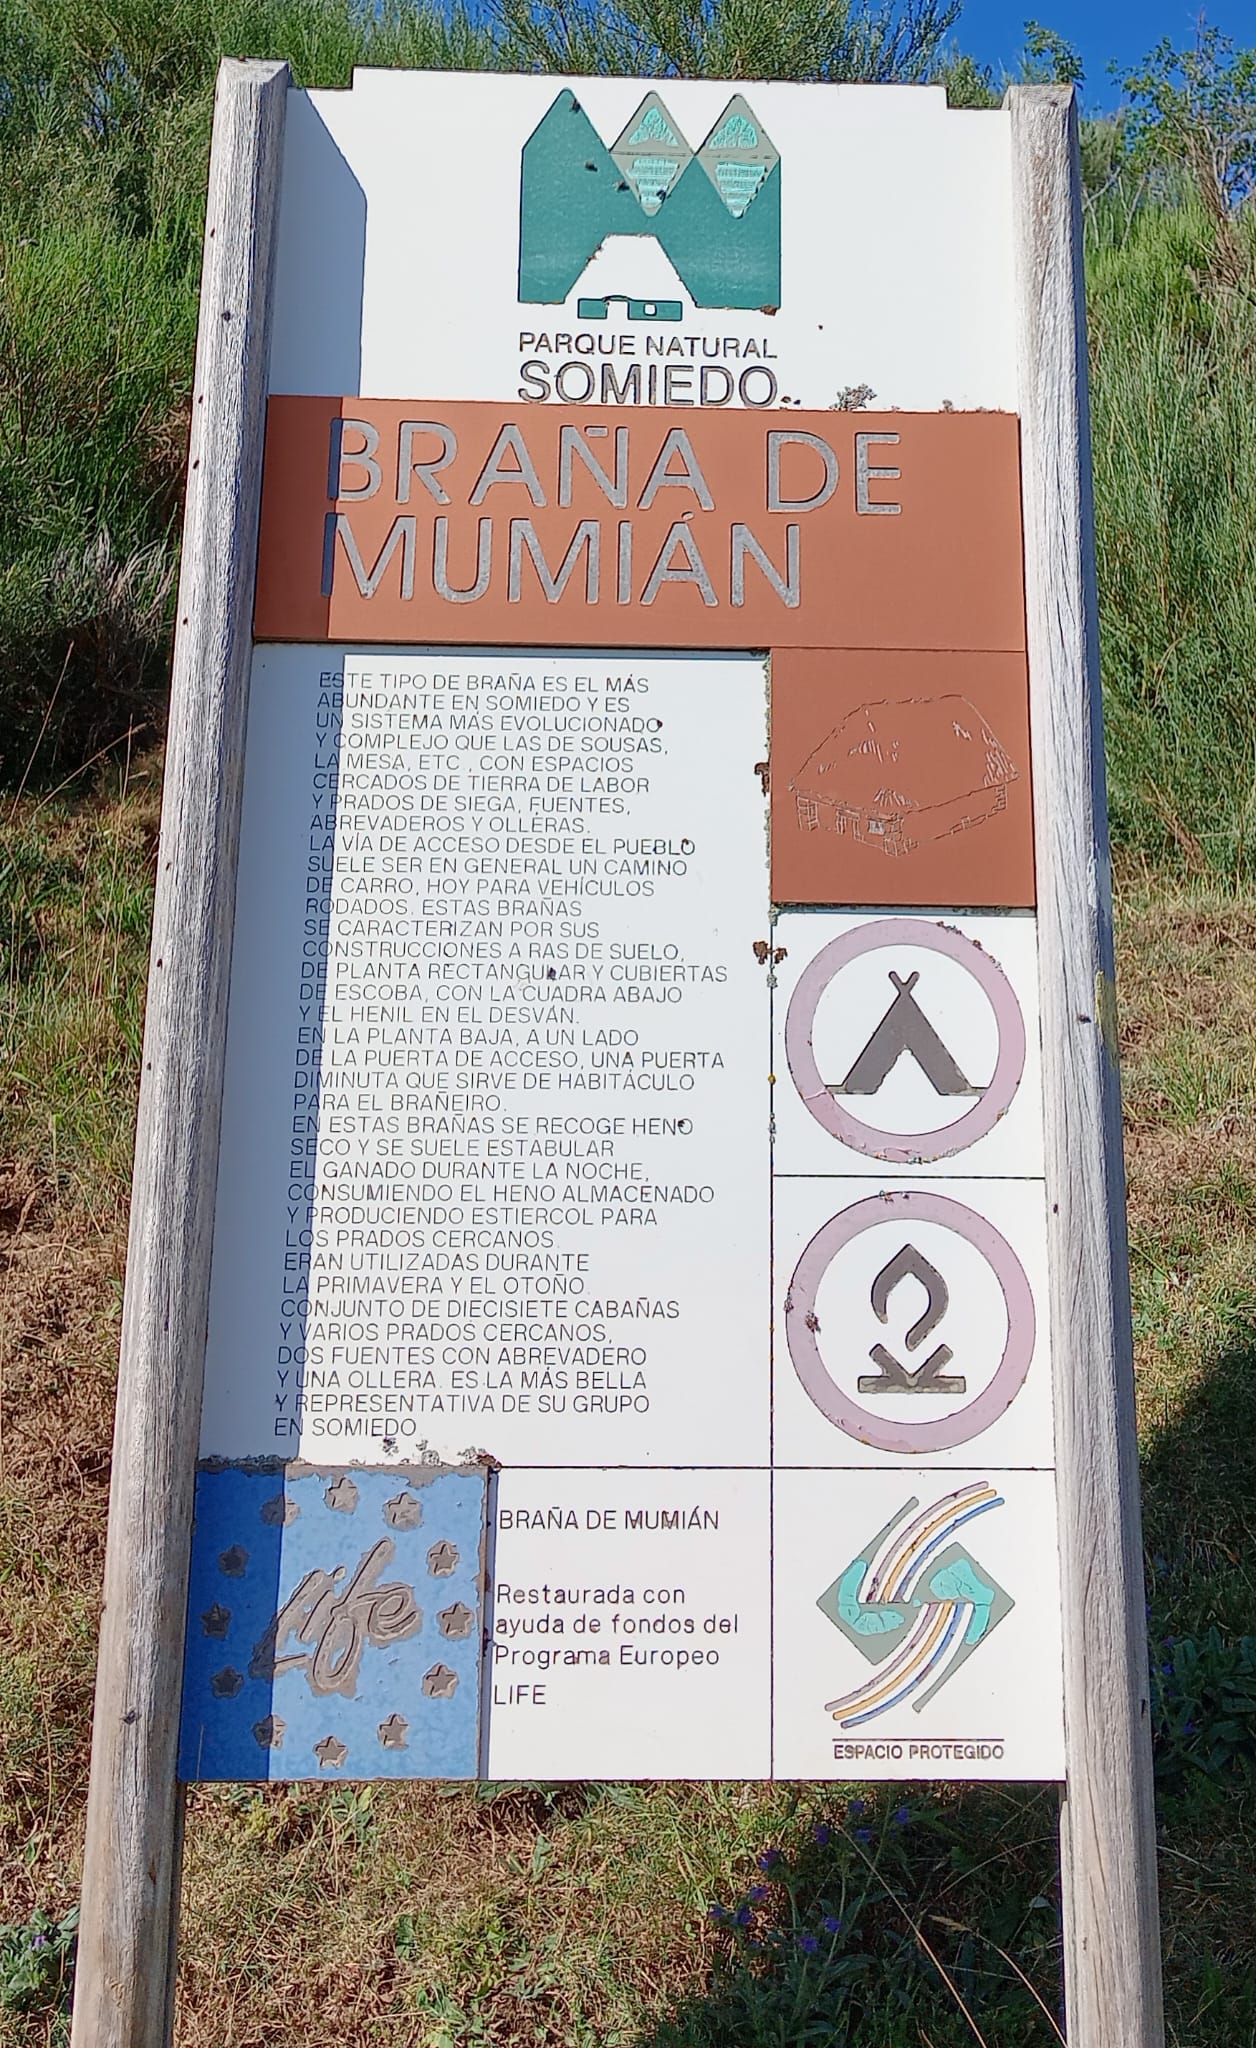 PARQUE NATURAL
SOMIEDO
BRAÑA DE
MUMIÁN
ESTE TIPO DE BRAÑA ES EL MÁS
ABUNDANTE EN SOMIEDO Y ES
UN SISTEMA MÁS EVOLUCIONADO
Y COMPLEJO QUE LAS DE SOUSAS,
LA MESA, ETC., CON ESPACIOS
CERCADOS DE TIERRA DE LABOR
Y PRADOS DE SIEGA, FUENTES,
ABREVADEROS Y OLLERAS.
LA VÍA DE ACCESO DESDE EL PUEBLO
SUELE SER EN GENERAL UN CAMINO
DE CARRO, HOY PARA VEHÍCULOS
RODADOS. ESTAS BRAÑAS
SE CARACTERIZAN POR SUS
CONSTRUCCIONES A RAS DE SUELO,
DE PLANTA RECTANGULAR Y CUBIERTAS
DE ESCOBA, CON LA CUADRA ABAJO
Y EL HENIL EN EL DESVÁN.
EN LA PLANTA BAJA, A UN LADO
DE LA PUERTA DE ACCESO, UNA PUERTA
DIMINUTA QUE SIRVE DE HABITÁCULO
PARA EL BRAÑEIRO.
EN ESTAS BRAÑAS SE RECOGE HENO
SECO Y SE SUELE ESTABULAR
EL GANADO DURANTE LA NOCHE,
CONSUMIENDO EL HENO ALMACENADO
Y PRODUCIENDO ESTIERCOL PARA
LOS PRADOS CERCANOS.
ERAN UTILIZADAS DURANTE
LA PRIMAVERA Y EL OTOÑO.
CONJUNTO DE DIECISIETE CABAÑAS
Y VARIOS PRADOS CERCANOS,
DOS FUENTES CON ABREVADERO
Y UNA OLLERA. ES LA MÁS BELLA
Y REPRESENTATIVA DE SU GRUPO
EN SOMIEDO.
Life
BRAÑA DE MUMIÁN
Restaurada con
ayuda de fondos del
Programa Europeo
LIFE
ESPACIO PROTEGIDO